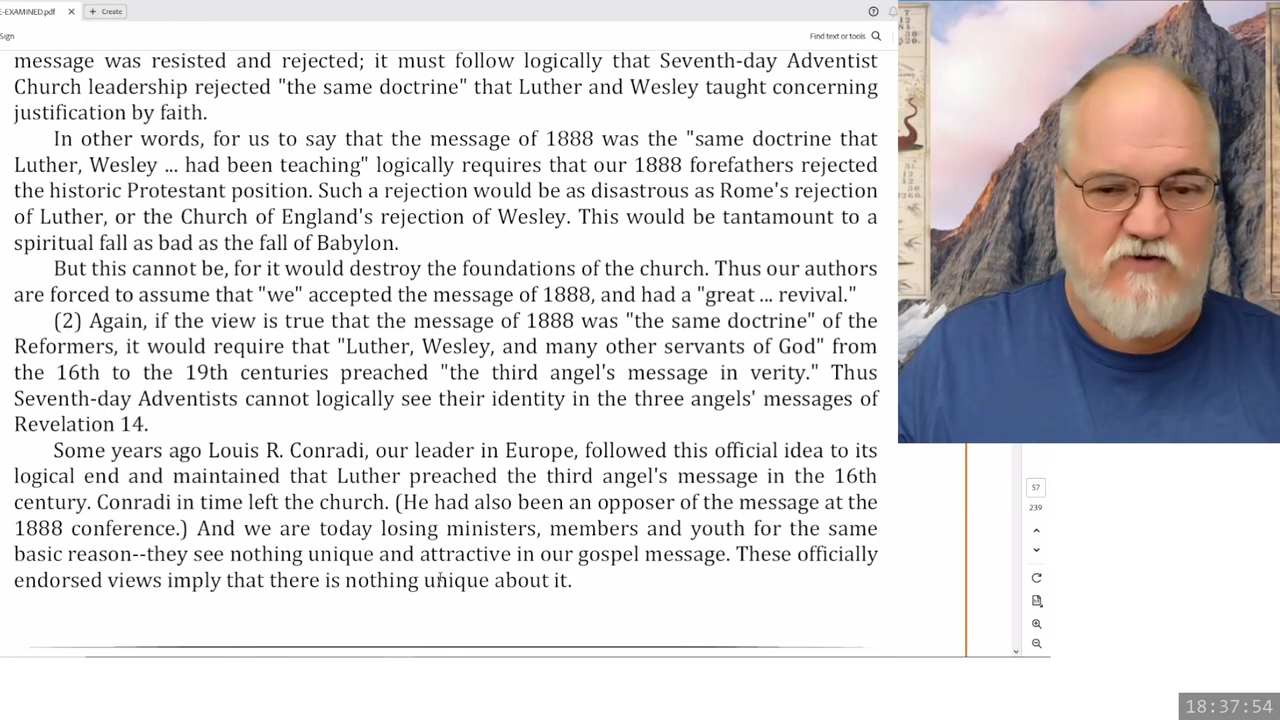 E-EXAMINED.pdf
Create
Sign
Find text or tools
message was resisted and rejected; it must follow logically that Seventh-day Adventist
Church leadership rejected "the same doctrine" that Luther and Wesley taught concerning
justification by faith.
In other words, for us to say that the message of 1888 was the "same doctrine that
Luther, Wesley ... had been teaching" logically requires that our 1888 forefathers rejected
the historic Protestant position. Such a rejection would be as disastrous as Rome's rejection
of Luther, or the Church of England's rejection of Wesley. This would be tantamount to a
spiritual fall as bad as the fall of Babylon.
But this cannot be, for it would destroy the foundations of the church. Thus our authors
are forced to assume that "we" accepted the message of 1888, and had a "great ... revival."
(2) Again, if the view is true that the message of 1888 was "the same doctrine" of the
Reformers, it would require that "Luther, Wesley, and many other servants of God" from
the 16th to the 19th centuries preached "the third angel's message in verity." Thus
Seventh-day Adventists cannot logically see their identity in the three angels' messages of
Revelation 14.
Some years ago Louis R. Conradi, our leader in Europe, followed this official idea to its
logical end and maintained that Luther preached the third angel's message in the 16th
century. Conradi in time left the church. (He had also been an opposer of the message at the
1888 conference.) And we are today losing ministers, members and youth for the same
basic reason--they see nothing unique and attractive in our gospel message. These officially
endorsed views imply that there is nothing unique about it.
57
239
18:37:54